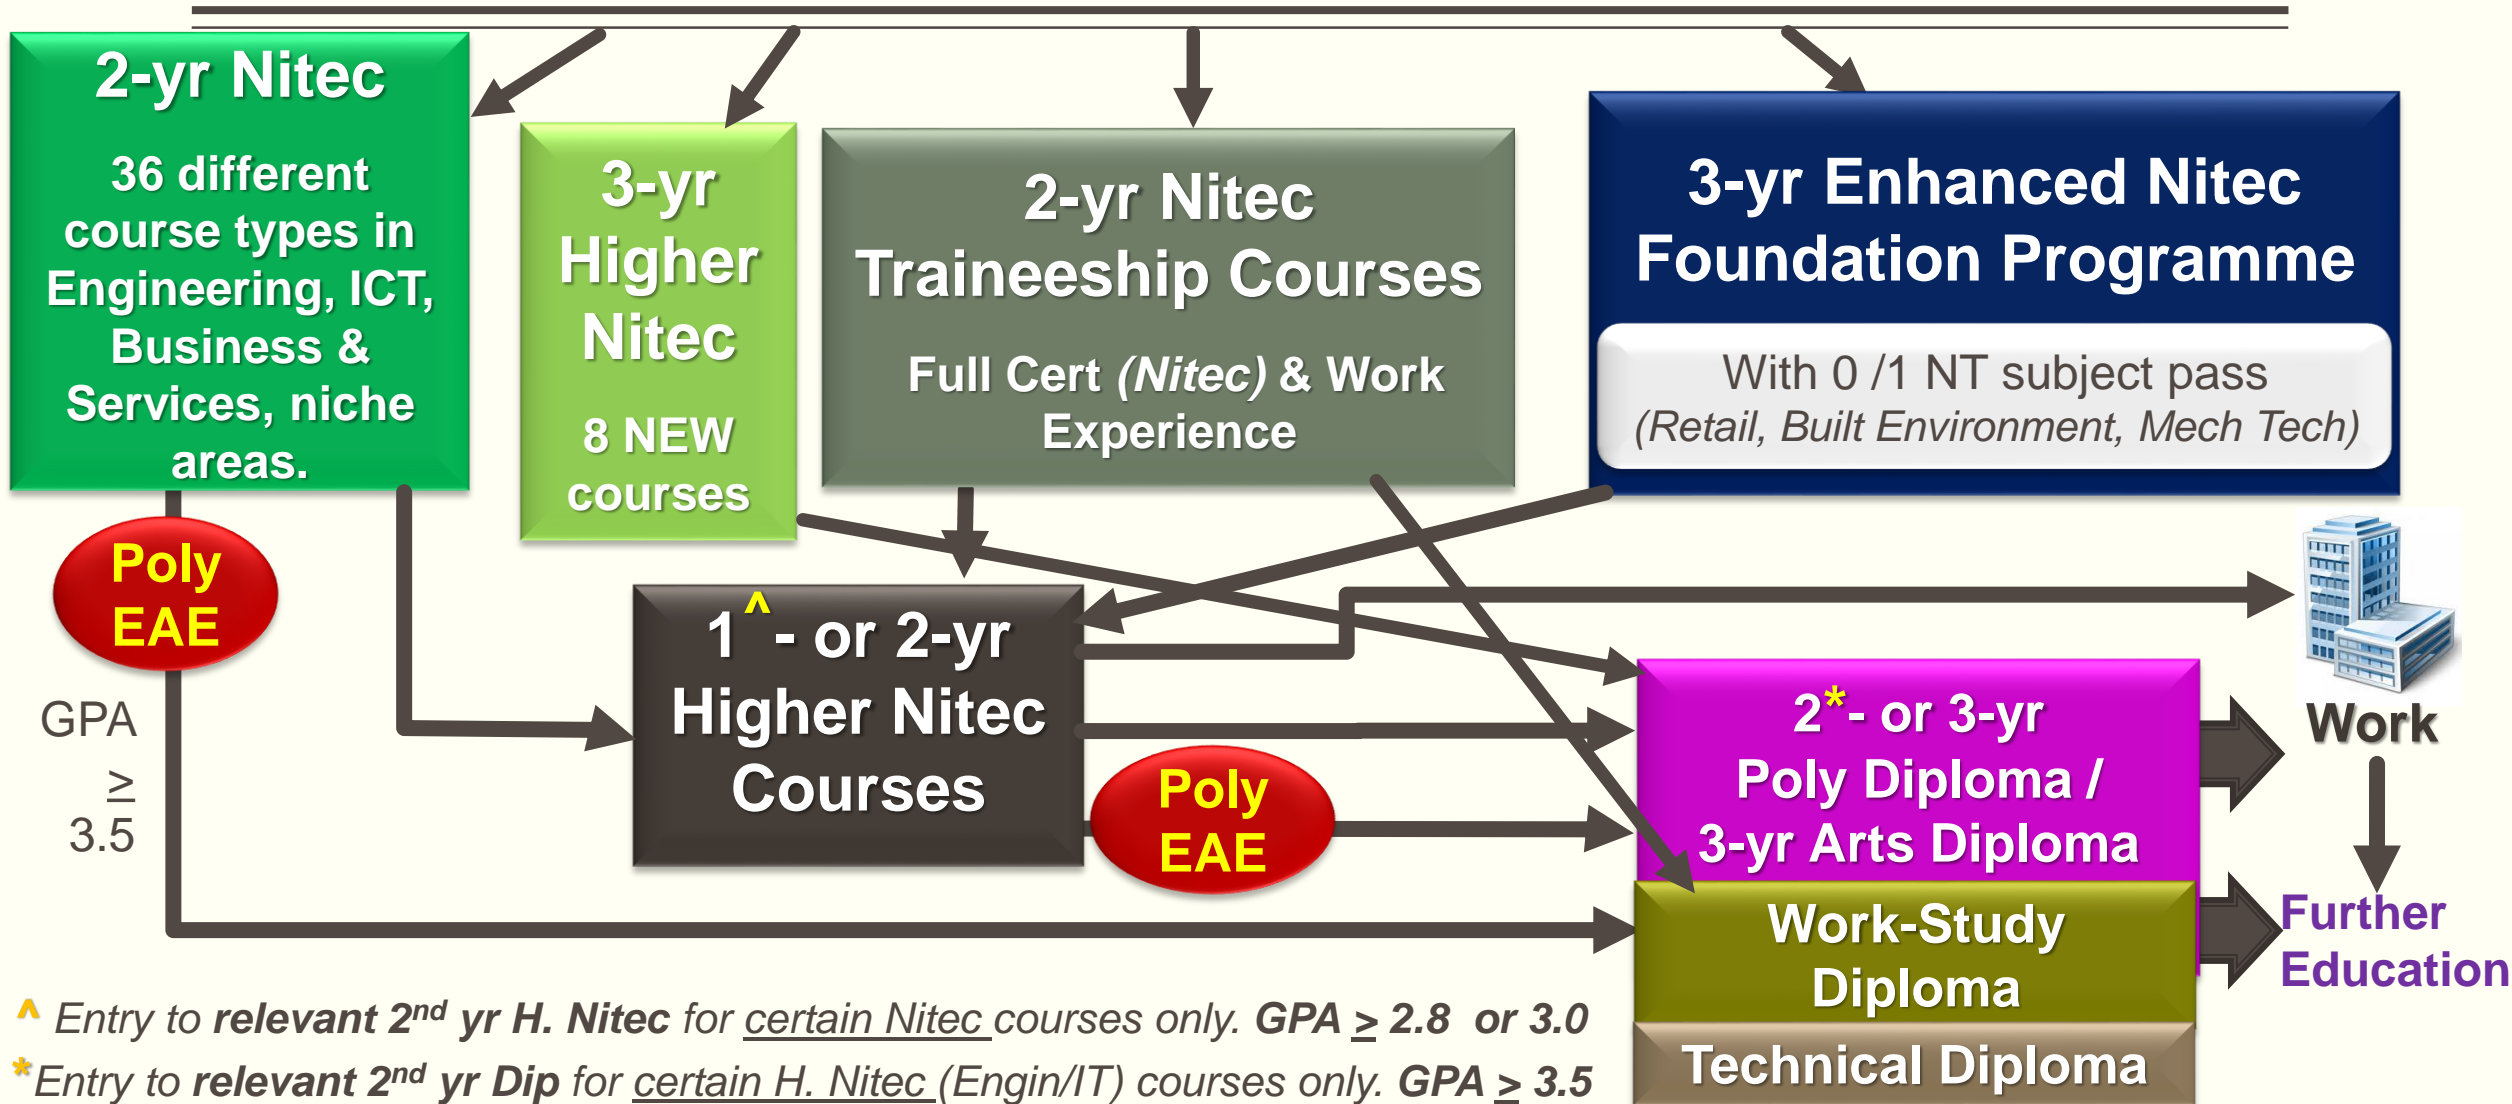 2-yr Nitec
36 different
course types in
Engineering, ICT,
Business &
Services, niche
areas.
3-yr
Higher
Nitec
8 NEW
courses
2-yr Nitec
Traineeship Courses
Full Cert (Nitec) & Work
Experience
3-yr Enhanced Nitec
Foundation Programme
With 0 /1 NT subject pass
(Retail, Built Environment, Mech Tech)
Poly
EAE
GPA
≥
3.5
1^- or 2-yr
Higher Nitec
Courses
Poly
EAE
2*- or 3-yr
Poly Diploma /
3-yr Arts Diploma
Work-Study
Diploma
Technical Diploma
Work
Further
Education
^ Entry to relevant 2nd yr H. Nitec for certain Nitec courses only. GPA ≥ 2.8 or 3.0
*Entry to relevant 2nd yr Dip for certain H. Nitec (Engin/IT) courses only. GPA ≥ 3.5